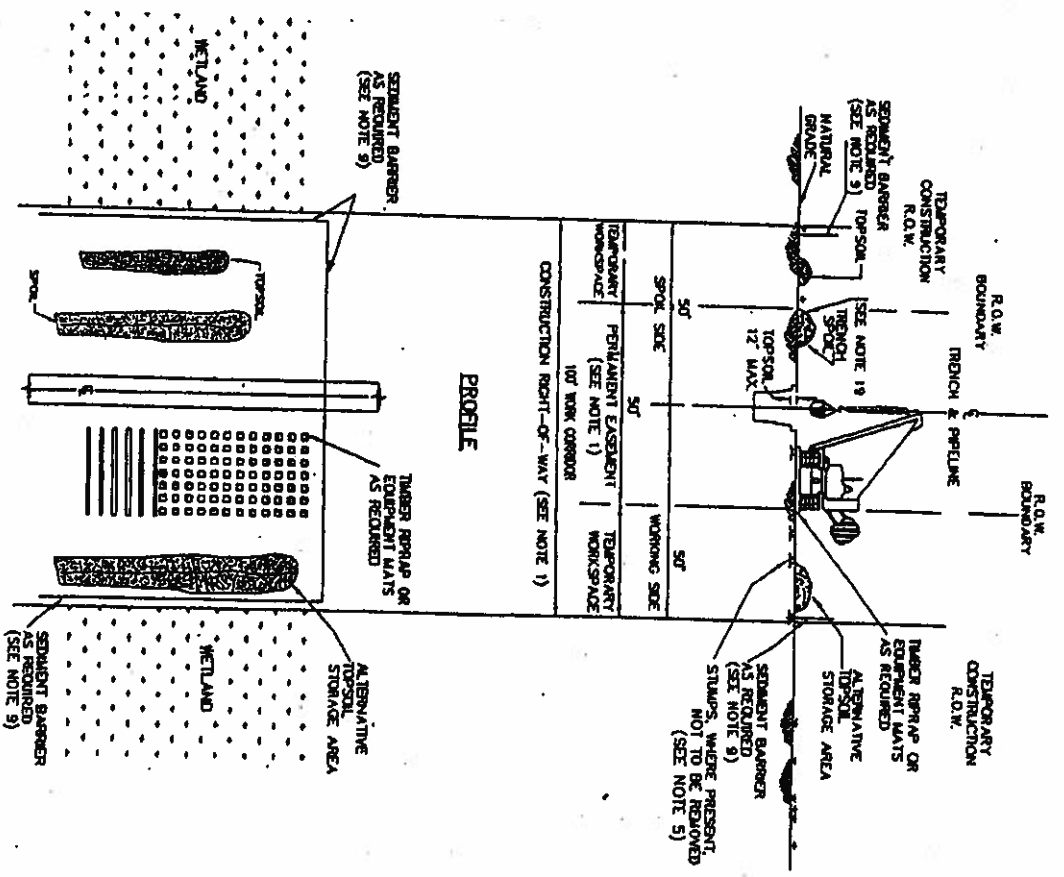 TEMPORARY
CONSTRUCTION
R.O.W.
R.O.W.
BOUNDARY
TRENCH & PIPELINE
R.O.W.
BOUNDARY
TEMPORARY
CONSTRUCTION
R.O.W.
SEDIMENT BARRIER
AS REQUIRED
(SEE NOTE 9)
TOPSOIL
NATURAL
GRADE
SEE NOTE 19
TRENCH
SPOIL
TOPSOIL
12" MAX.
TIMBER RIPRAP OR
EQUIPMENT MATS
AS REQUIRED
ALTERNATIVE
TOPSOIL
STORAGE AREA
SEDIMENT BARRIER
AS REQUIRED
(SEE NOTE 9)
STUMPS, WHERE PRESENT,
NOT TO BE REMOVED
(SEE NOTE 5)
50'
50'
50'
SPOIL SIDE
WORKING SIDE
TEMPORARY
WORKSPACE
PERMANENT EASEMENT
(SEE NOTE 1)
100' WORK CORRIDOR
TEMPORARY
WORKSPACE
CONSTRUCTION RIGHT-OF-WAY (SEE NOTE 1)
PROFILE
SEDIMENT BARRIER
AS REQUIRED
(SEE NOTE 9)
TIMBER RIPRAP OR
EQUIPMENT MATS
AS REQUIRED
WETLAND
TOPSOIL
SPOIL
ALTERNATIVE
TOPSOIL
STORAGE AREA
WETLAND
SEDIMENT BARRIER
AS REQUIRED
(SEE NOTE 9)